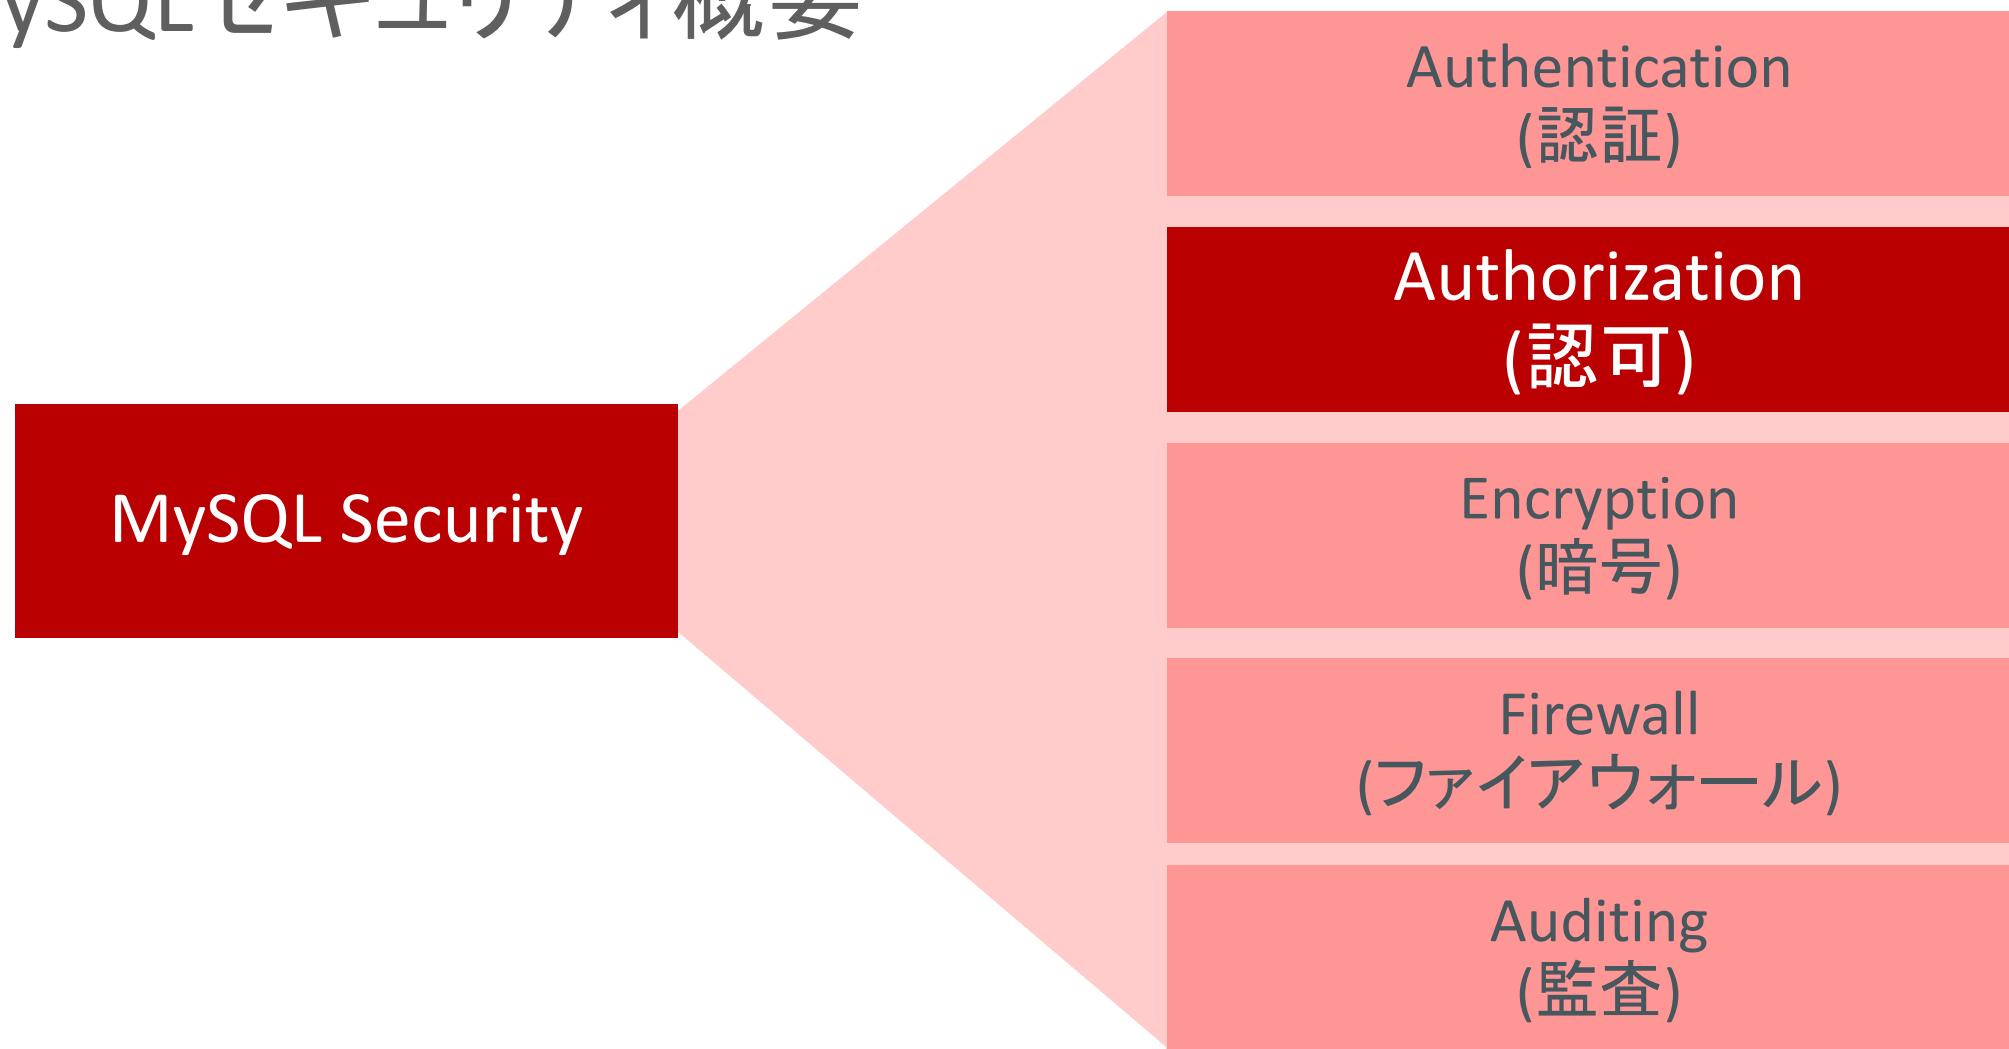 ySQL セキュリティ概要
Authentication
(認証)
Authorization
(認可)
MySQL Security
Encryption
(暗号)
Firewall
(ファイアウォール)
Auditing
(監査)